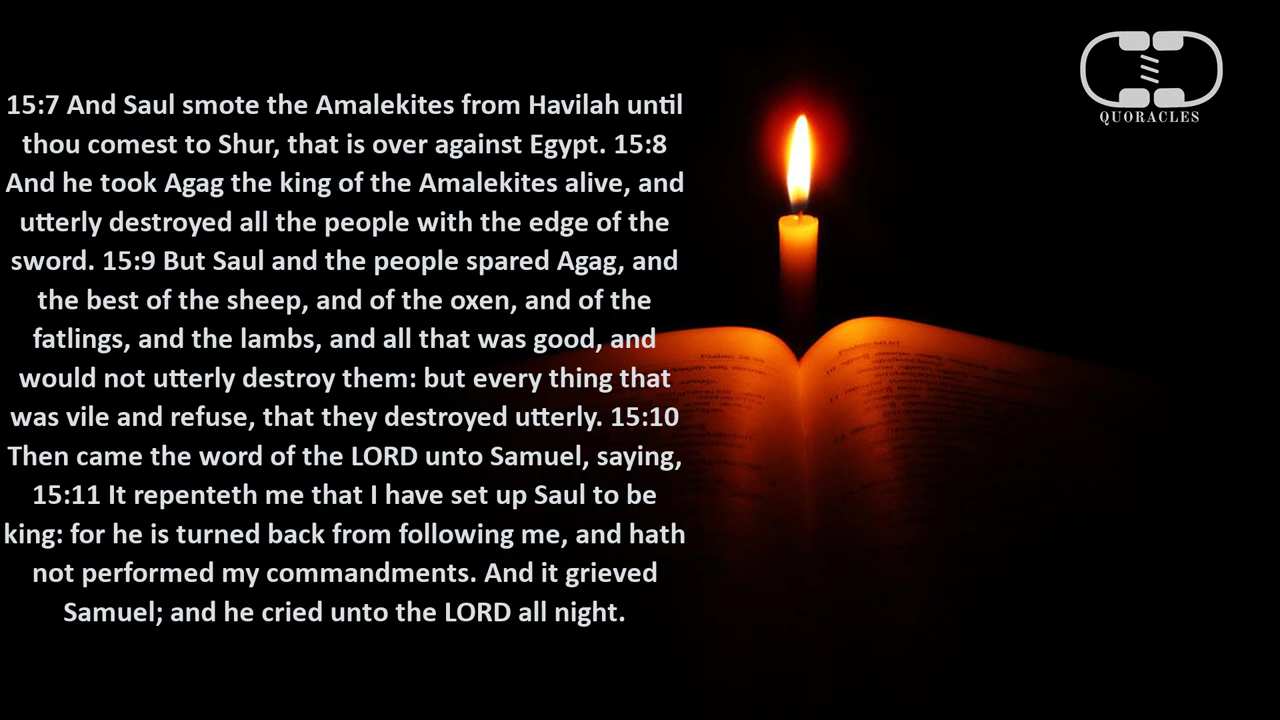 15:7 And Saul smote the Amalekites from Havilah until
thou comest to Shur, that is over against Egypt. 15:8
And he took Agag the king of the Amalekites alive, and
utterly destroyed all the people with the edge of the
sword. 15:9 But Saul and the people spared Agag, and
the best of the sheep, and of the oxen, and of the
fatlings, and the lambs, and all that was good, and
would not utterly destroy them: but every thing that
was vile and refuse, that they destroyed utterly. 15:10
Then came the word of the LORD unto Samuel, saying,
15:11 It repenteth me that I have set up Saul to be
king: for he is turned back from following me, and hath
not performed my commandments. And it grieved
Samuel; and he cried unto the LORD all night.
QUORACLES